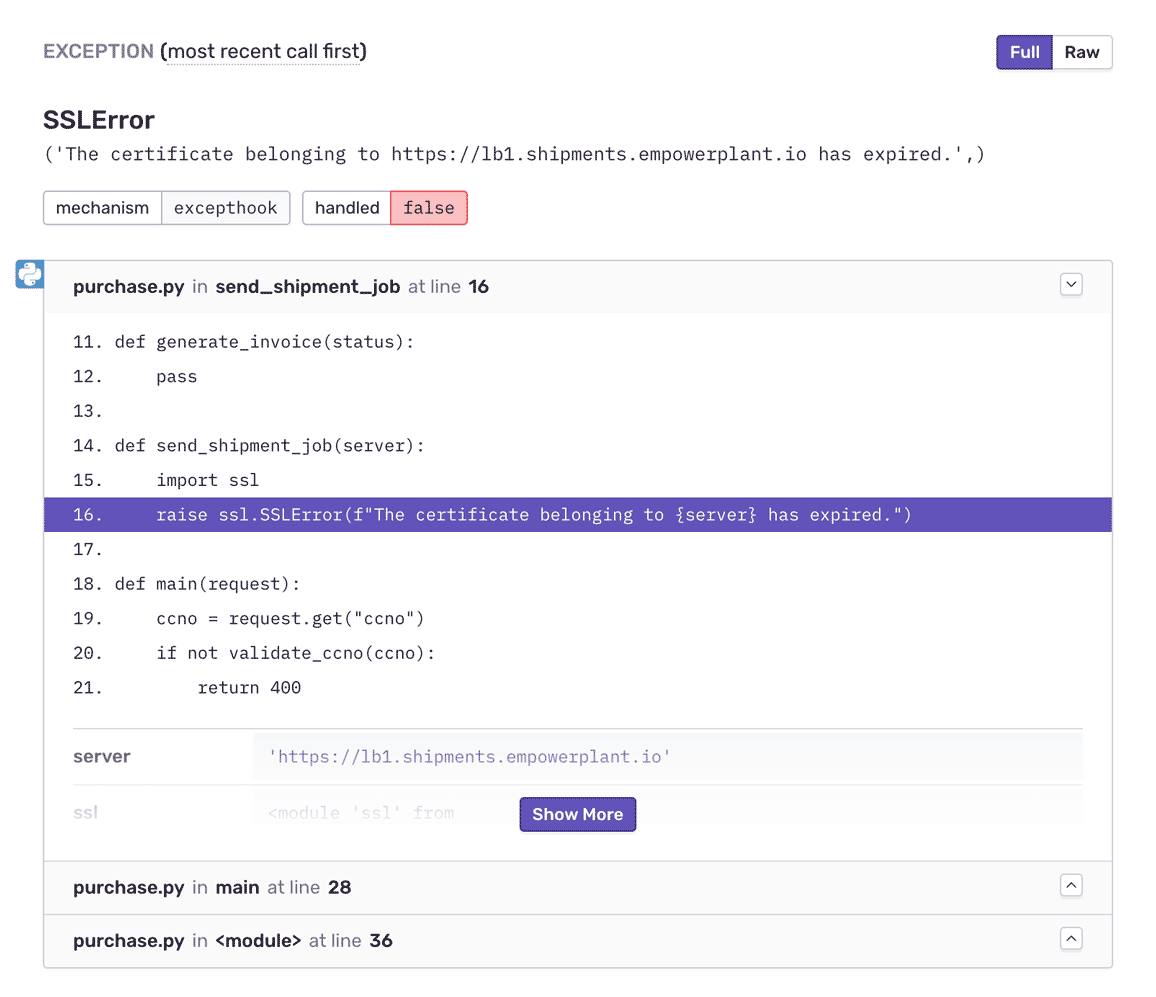 EXCEPTION (most recent call first)
Full Raw
SSLError
('The certificate belonging to https://lb1.shipments.empowerplant.io has expired.',)
mechanism excepthook handled false
purchase.py in send_shipment_job at line 16
11. def generate_invoice(status):
12.     pass
13.
14. def send_shipment_job(server):
15.     import ssl
16.     raise ssl.SSLError(f"The certificate belonging to {server} has expired.")
17.
18. def main(request):
19.     ccno = request.get("ccno")
20.     if not validate_ccno(ccno):
21.         return 400
server 'https://lb1.shipments.empowerplant.io'
ssl <module 'ssl' from
Show More
purchase.py in main at line 28
purchase.py in <module> at line 36